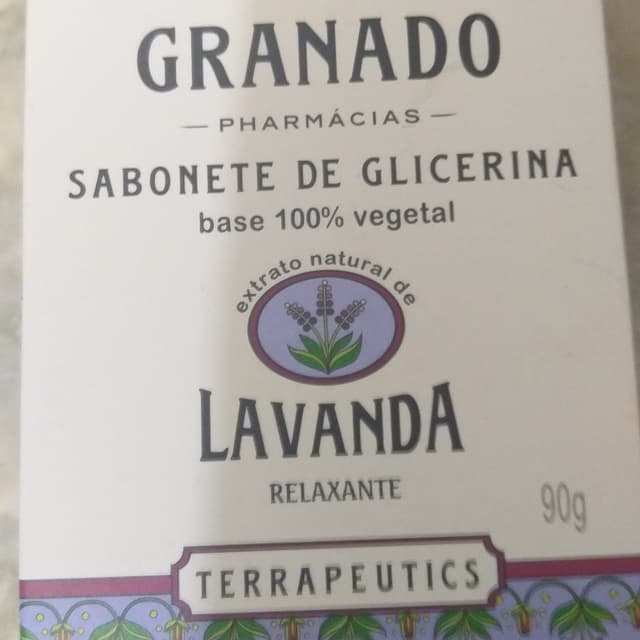 GRANADO
— PHARMÁCIAS —
SABONETE DE GLICERINA
base 100% vegetal
extrato natural de
LAVANDA
RELAXANTE
90g
TERRAPEUTICS